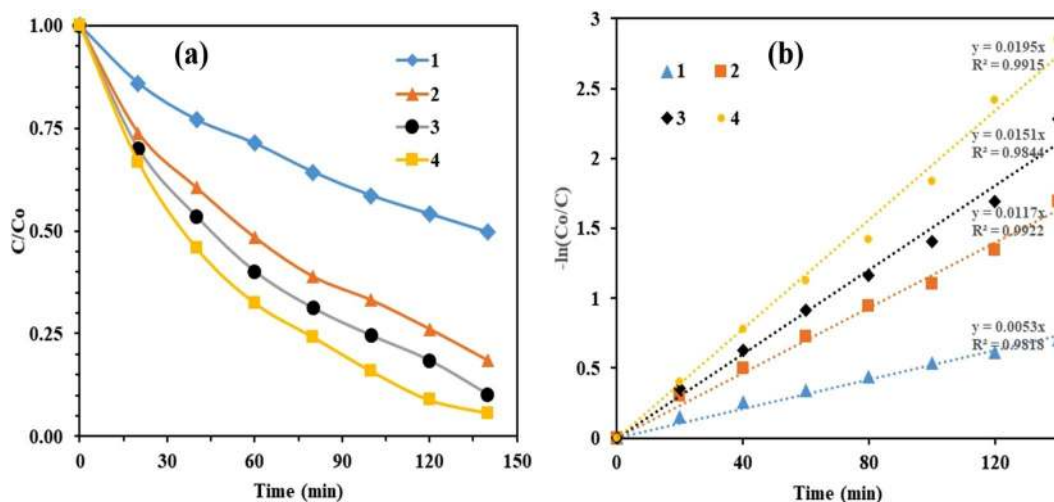 (a)
C/Co
1.00
0.75
0.50
0.25
0.00
0 30 60 90 120 150
Time (min)
1
2
3
4
(b)
-ln(Co/C)
3
2.5
2
1.5
1
0.5
0
0 40 80 120
Time (min)
1 2
3 4
y = 0.0195x
R² = 0.9915
y = 0.0151x
R² = 0.9844
y = 0.0117x
R² = 0.9922
y = 0.0053x
R² = 0.9818